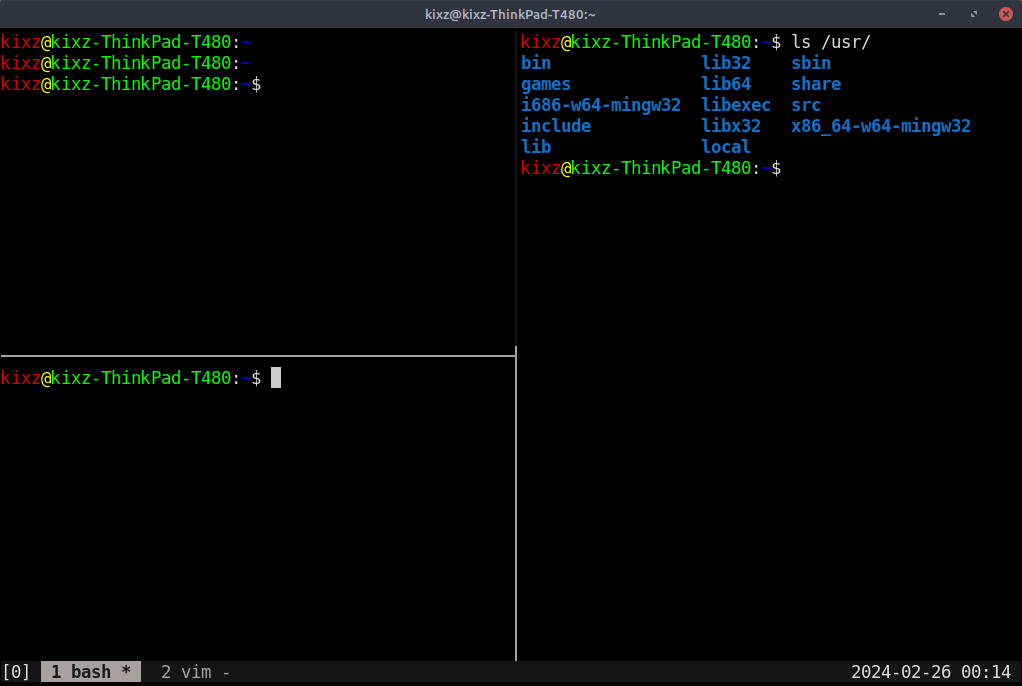 kixz@kixz-ThinkPad-T480:~
kixz@kixz-ThinkPad-T480:~
kixz@kixz-ThinkPad-T480:~
kixz@kixz-ThinkPad-T480:~$
kixz@kixz-ThinkPad-T480:~$ ls /usr/
bin lib32 sbin
games lib64 share
i686-w64-mingw32 libexec src
include libx32 x86_64-w64-mingw32
lib local
kixz@kixz-ThinkPad-T480:~$
kixz@kixz-ThinkPad-T480:~$
[0] 1 bash * 2 vim - 2024-02-26 00:14